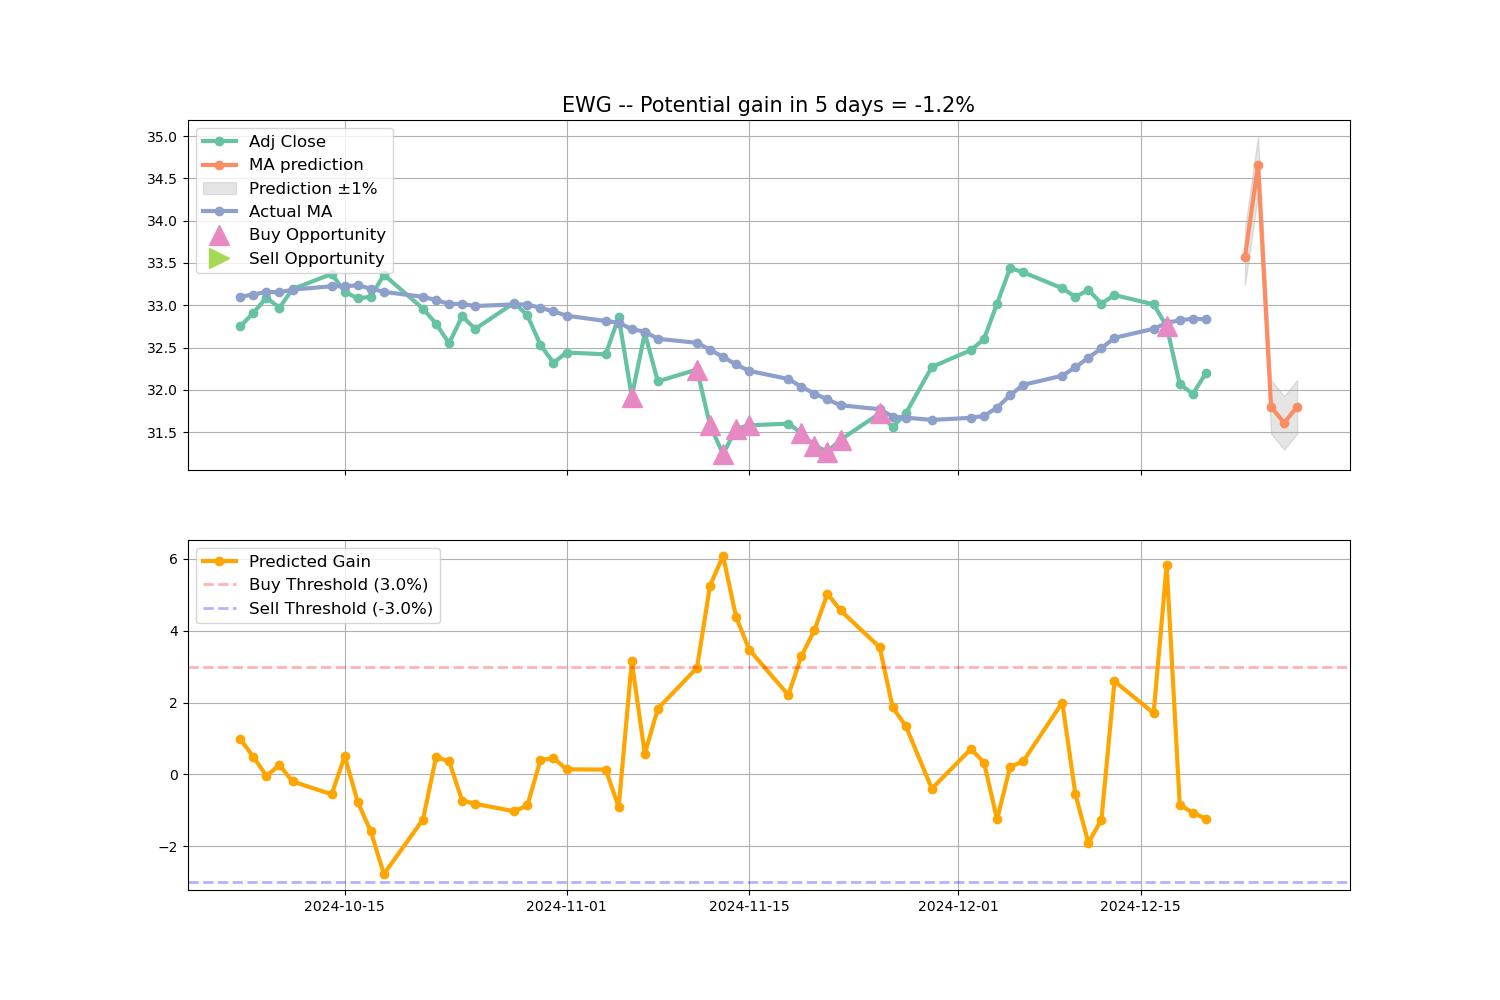 EWG -- Potential gain in 5 days = -1.2%
35.0
34.5
34.0
33.5
33.0
32.5
32.0
31.5
Adj Close
MA prediction
Prediction ±1%
Actual MA
Buy Opportunity
Sell Opportunity
6
4
2
0
−2
Predicted Gain
Buy Threshold (3.0%)
Sell Threshold (-3.0%)
2024-10-15
2024-11-01
2024-11-15
2024-12-01
2024-12-15